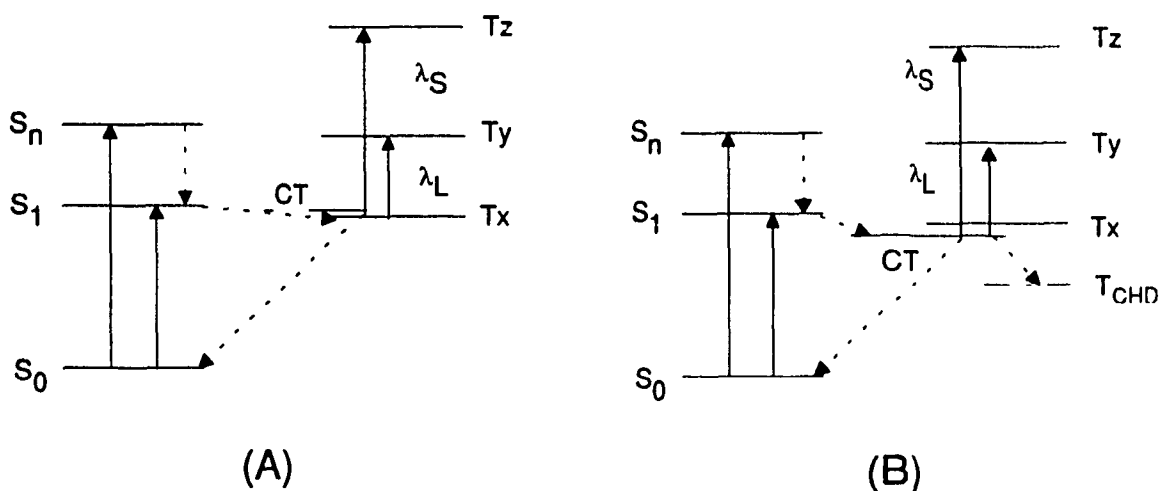 Tz
λS
Sn
Ty
CT
λL
S1
Tx
S0
(A)
Tz
λS
Sn
Ty
λL
S1
Tx
CT
TCHD
S0
(B)